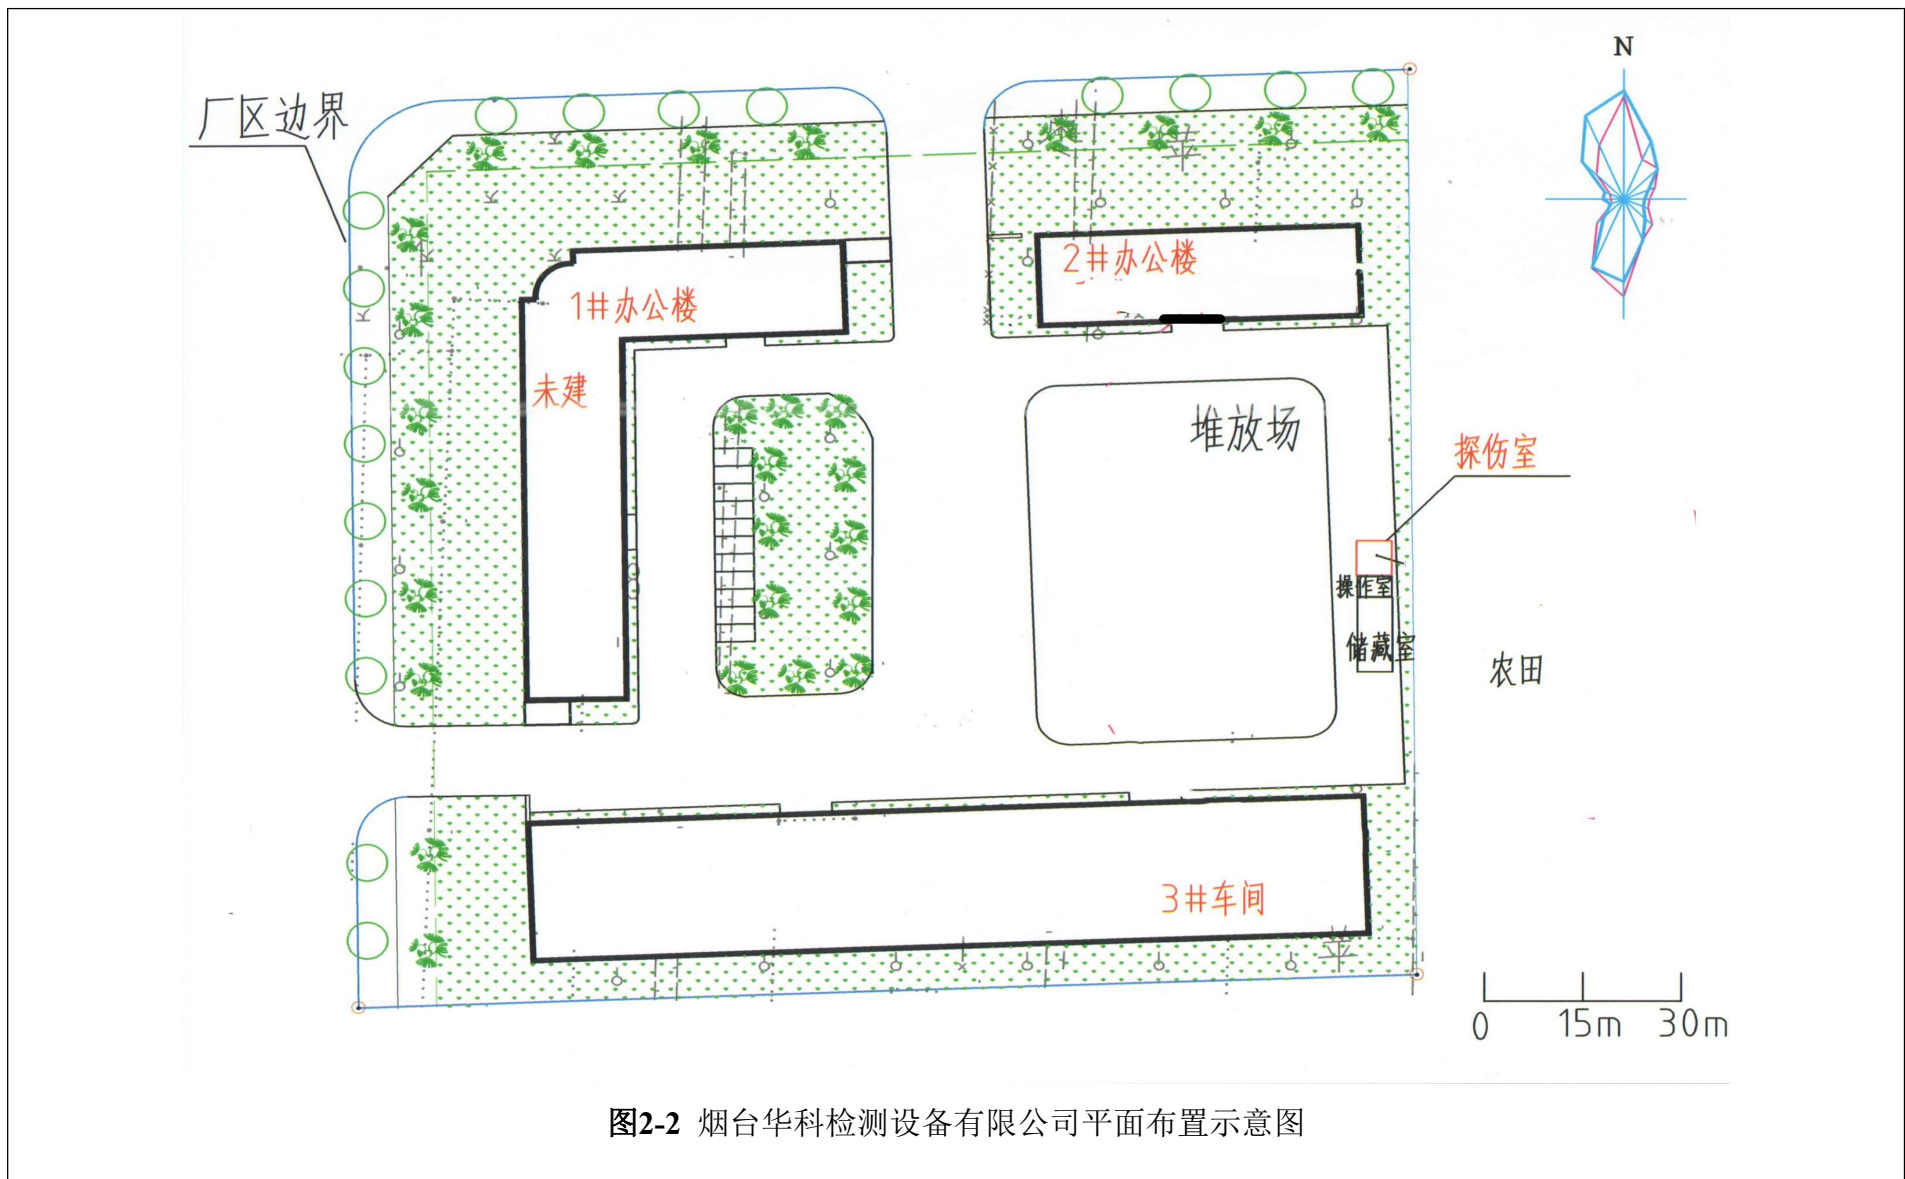 N
厂区边界
2#办公楼
1#办公楼
未建
堆放场
探伤室
操作室
储藏室
农田
3#车间
0 15m 30m
图2-2 烟台华科检测设备有限公司平面布置示意图